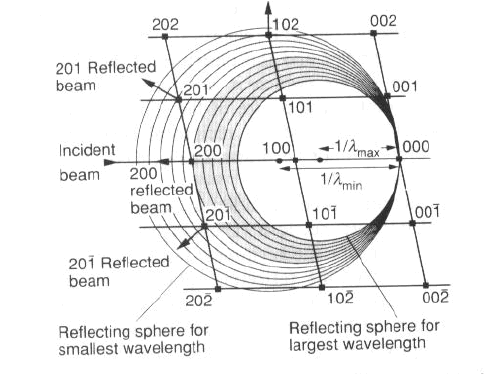 202
102
002
201 Reflected
beam
201
101
001
Incident
beam
200
200
100
1/λmax
000
1/λmin
reflected
beam
201̄
101̄
001̄
201̄ Reflected
beam
202̄
102̄
002̄
Reflecting sphere for
smallest wavelength
Reflecting sphere for
largest wavelength